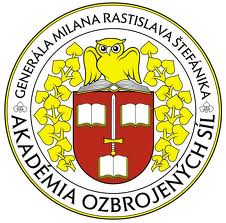 GENERÁLA MILANA RASTISLAVA ŠTEFÁNIKA
AKADÉMIA OZBROJENÝCH SÍL